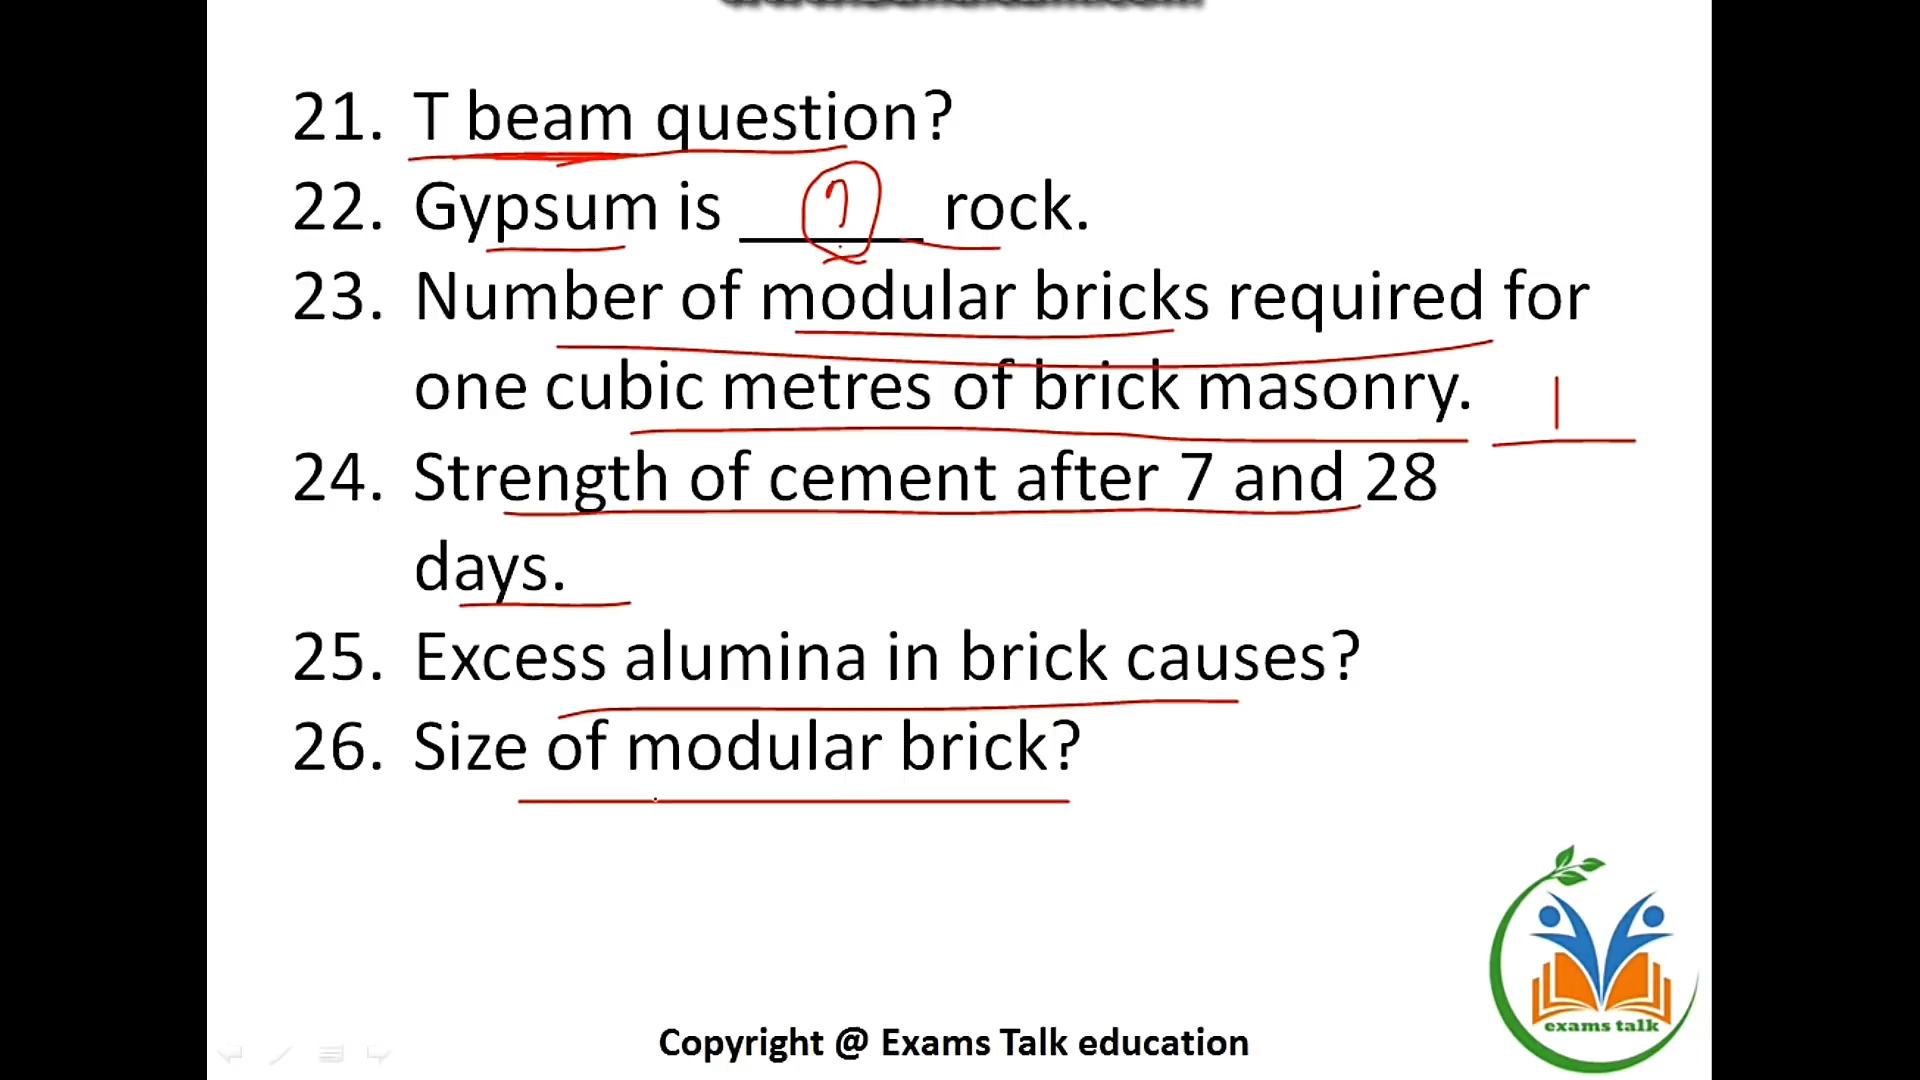 21. T beam question?
22. Gypsum is ______ rock.
?
23. Number of modular bricks required for
one cubic metres of brick masonry.
24. Strength of cement after 7 and 28
days.
25. Excess alumina in brick causes?
26. Size of modular brick?
exams talk
Copyright @ Exams Talk education